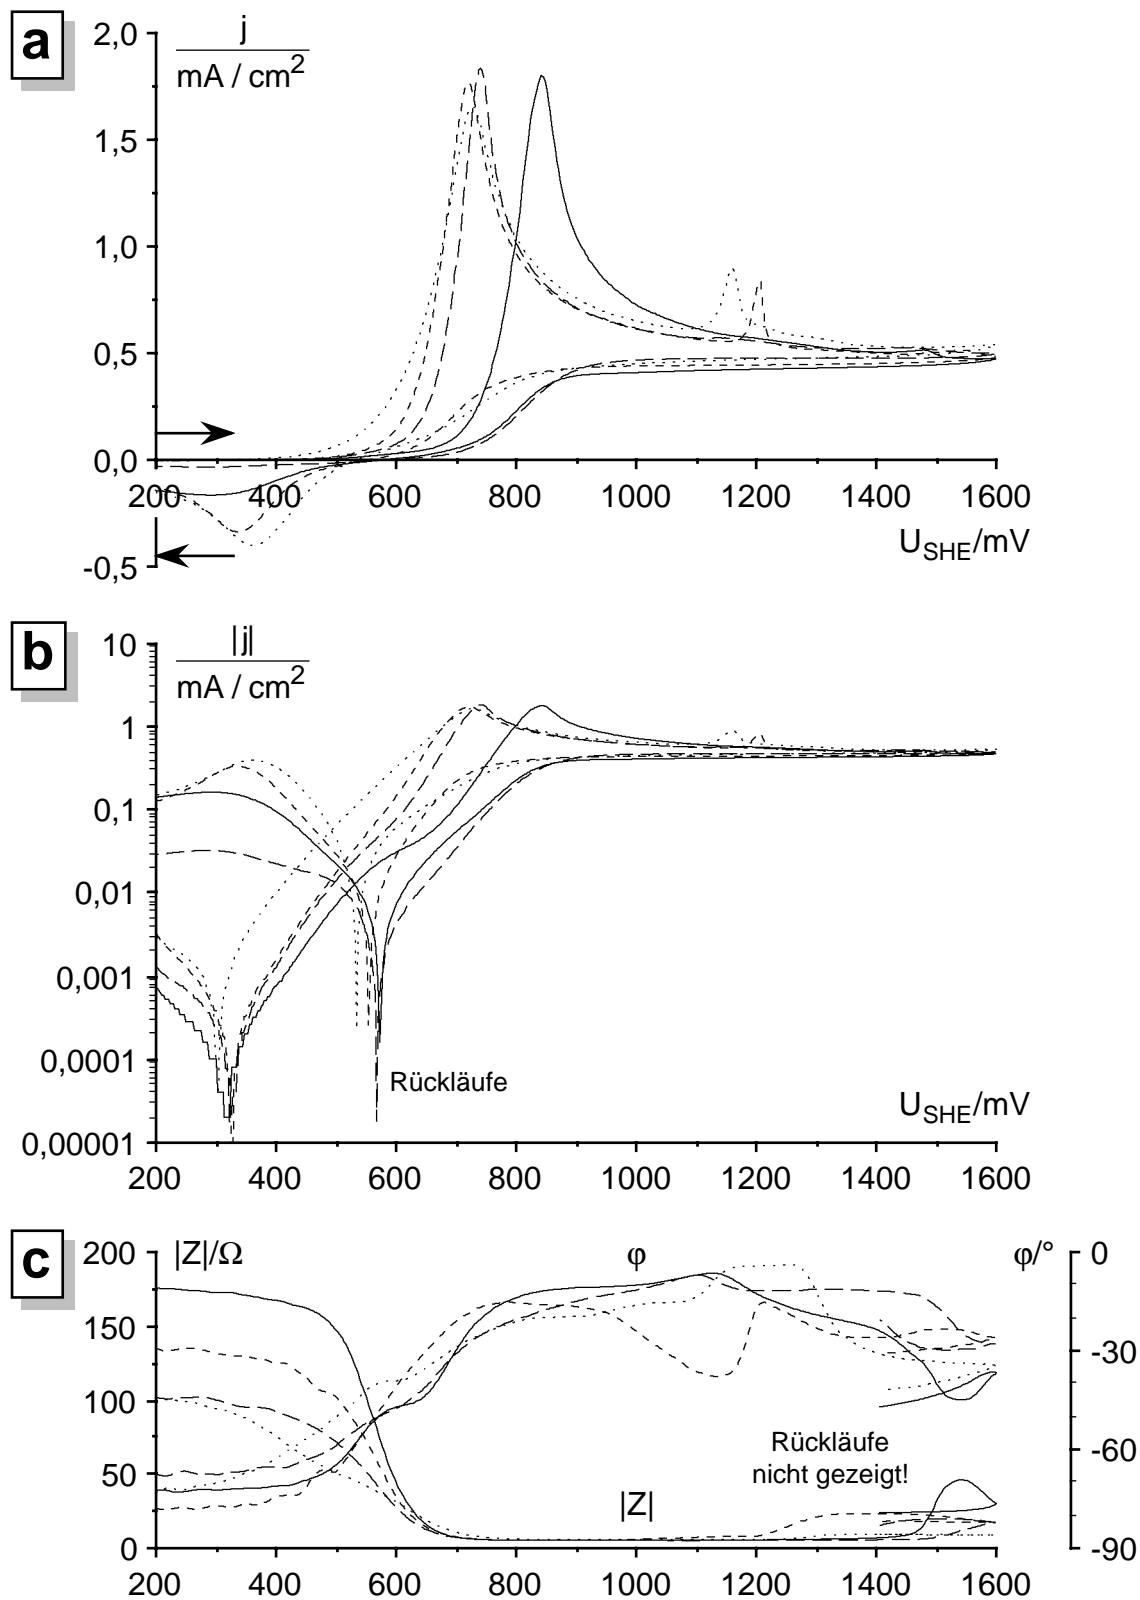 a
j
mA / cm2
2,0
1,5
1,0
0,5
0,0
-0,5
200 400 600 800 1000 1200 1400 1600
USHE/mV
b
|j|
mA / cm2
10
1
0,1
0,01
0,001
0,0001
0,00001
Rückläufe
USHE/mV
200 400 600 800 1000 1200 1400 1600
c
|Z|/Ω
φ
φ/°
200
150
100
50
0
0
-30
-60
-90
Rückläufe
nicht gezeigt!
|Z|
200 400 600 800 1000 1200 1400 1600